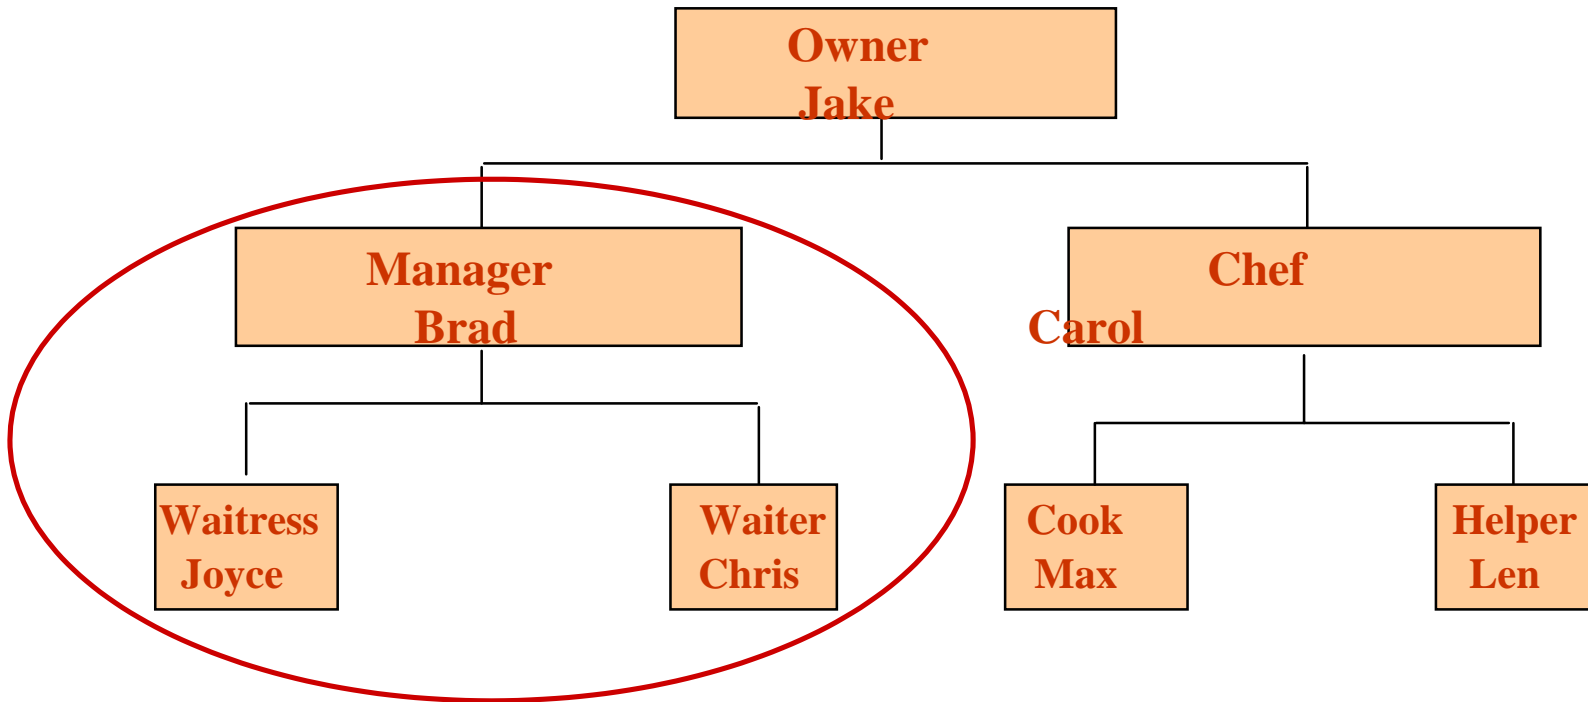 Owner
Jake
Manager
Brad
Chef
Carol
Waitress
Joyce
Waiter
Chris
Cook
Max
Helper
Len